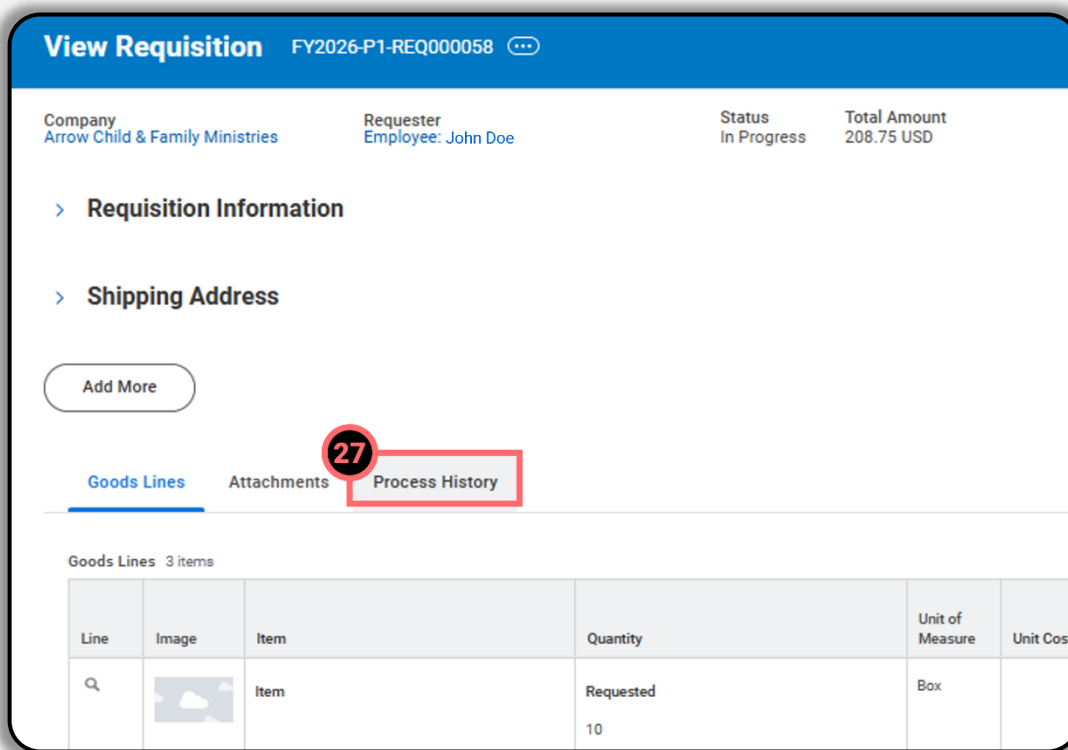 View Requisition FY2026-P1-REQ000058
Company Requester Status Total Amount
Arrow Child & Family Ministries Employee: John Doe In Progress 208.75 USD
Requisition Information
Shipping Address
Add More
27
Goods Lines Attachments Process History
Goods Lines 3 items
Line Image Item Quantity Unit of Measure Unit Cos
Item Requested Box
10